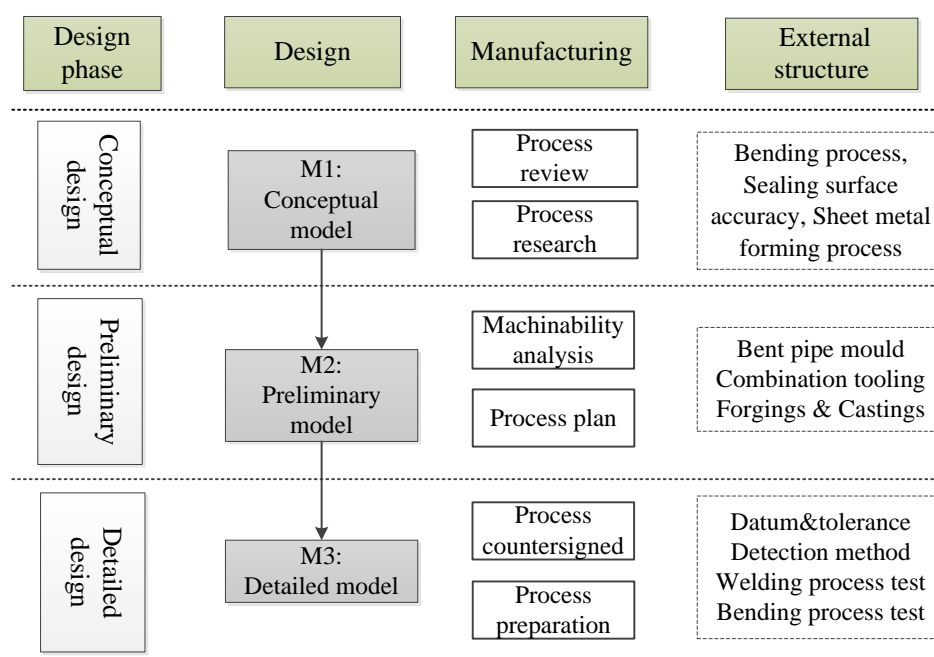 Design
phase
Design
Manufacturing
External
structure
Conceptual
design
M1:
Conceptual
model
Process
review
Process
research
Bending process,
Sealing surface
accuracy, Sheet metal
forming process
Preliminary
design
M2:
Preliminary
model
Machinability
analysis
Process plan
Bent pipe mould
Combination tooling
Forgings & Castings
Detailed
design
M3:
Detailed model
Process
countersigned
Process
preparation
Datum&tolerance
Detection method
Welding process test
Bending process test